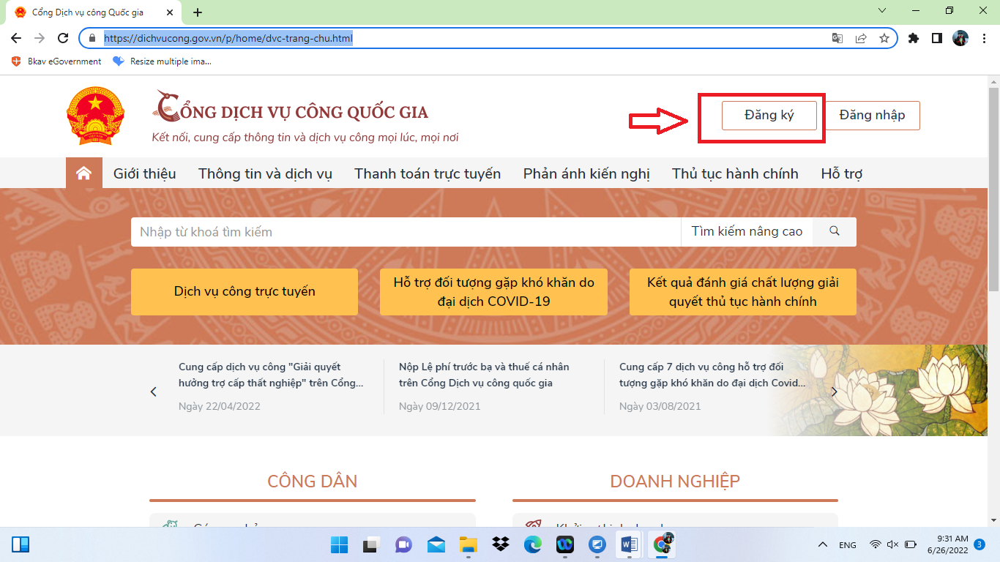 Cổng Dịch vụ công Quốc gia
https://dichvucong.gov.vn/p/home/dvc-trang-chu.html
Bkav eGovernment
Resize multiple ima...
CỔNG DỊCH VỤ CÔNG QUỐC GIA
Kết nối, cung cấp thông tin và dịch vụ công mọi lúc, mọi nơi
Đăng ký
Đăng nhập
Giới thiệu
Thông tin và dịch vụ
Thanh toán trực tuyến
Phản ánh kiến nghị
Thủ tục hành chính
Hỗ trợ
Nhập từ khoá tìm kiếm
Tìm kiếm nâng cao
Dịch vụ công trực tuyến
Hỗ trợ đối tượng gặp khó khăn do
đại dịch COVID-19
Kết quả đánh giá chất lượng giải
quyết thủ tục hành chính
Cung cấp dịch vụ công "Giải quyết
hưởng trợ cấp thất nghiệp" trên Cổng...
Ngày 22/04/2022
Nộp Lệ phí trước bạ và thuế cá nhân
trên Cổng Dịch vụ công quốc gia
Ngày 09/12/2021
Cung cấp 7 dịch vụ công hỗ trợ đối
tượng gặp khó khăn do đại dịch Covid...
Ngày 03/08/2021
CÔNG DÂN
DOANH NGHIỆP
ENG
9:31 AM
6/26/2022
3